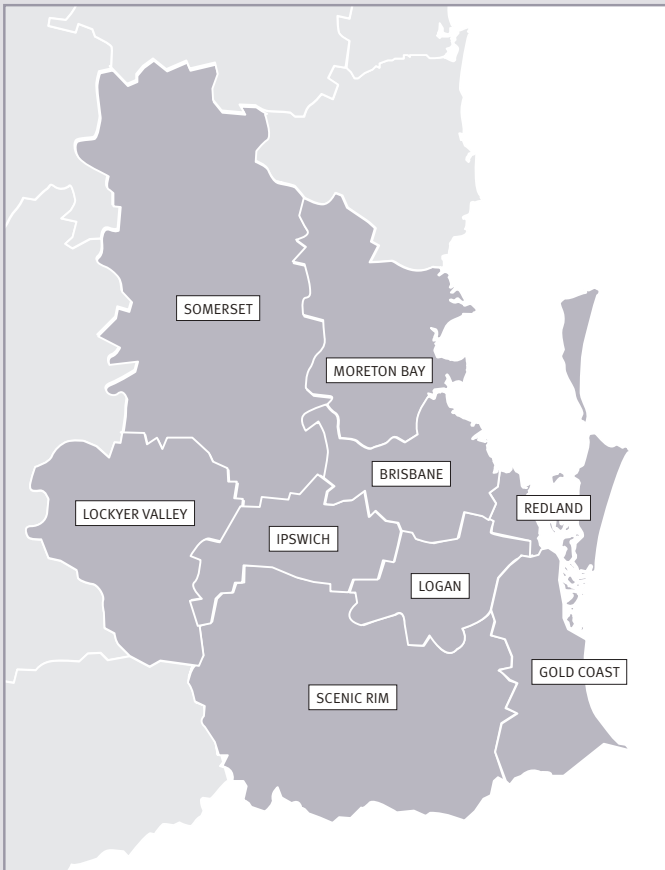 SOMERSET
MORETON BAY
BRISBANE
REDLAND
LOCKYER VALLEY
IPSWICH
LOGAN
GOLD COAST
SCENIC RIM